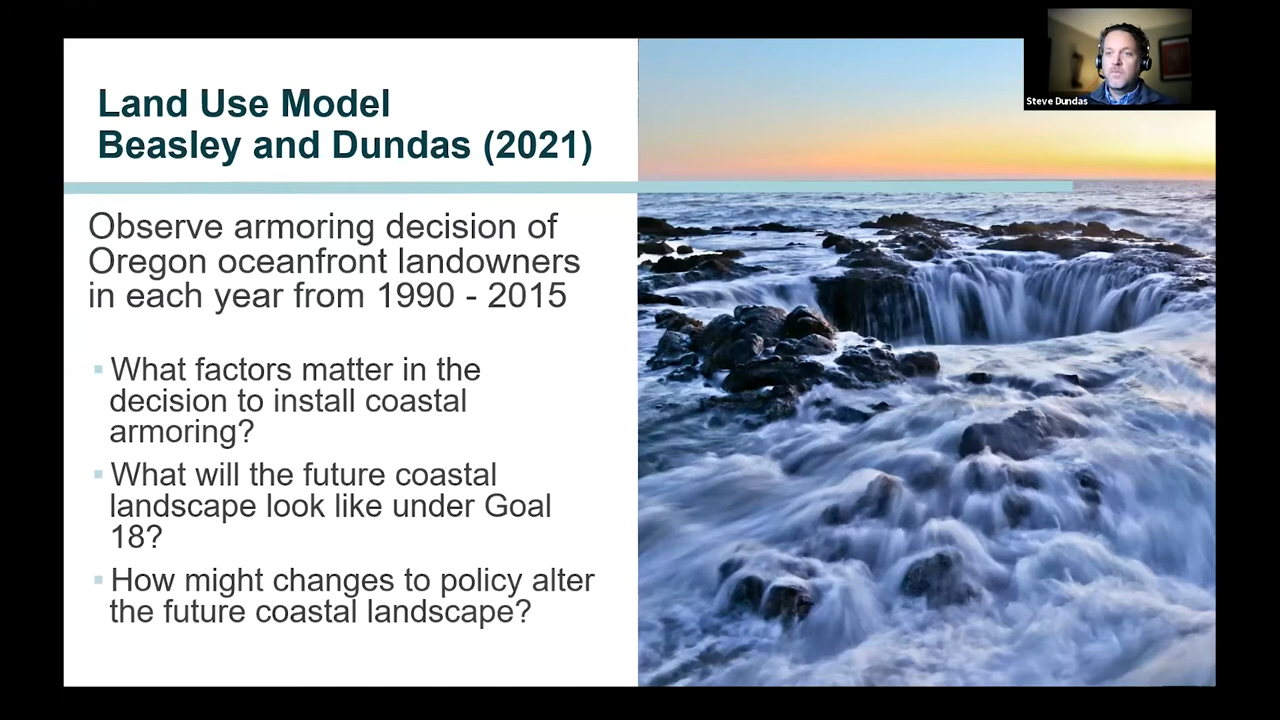 Land Use Model
Beasley and Dundas (2021)
Observe armoring decision of
Oregon oceanfront landowners
in each year from 1990 - 2015
▪ What factors matter in the
decision to install coastal
armoring?
▪ What will the future coastal
landscape look like under Goal
18?
▪ How might changes to policy alter
the future coastal landscape?
Steve Dundas